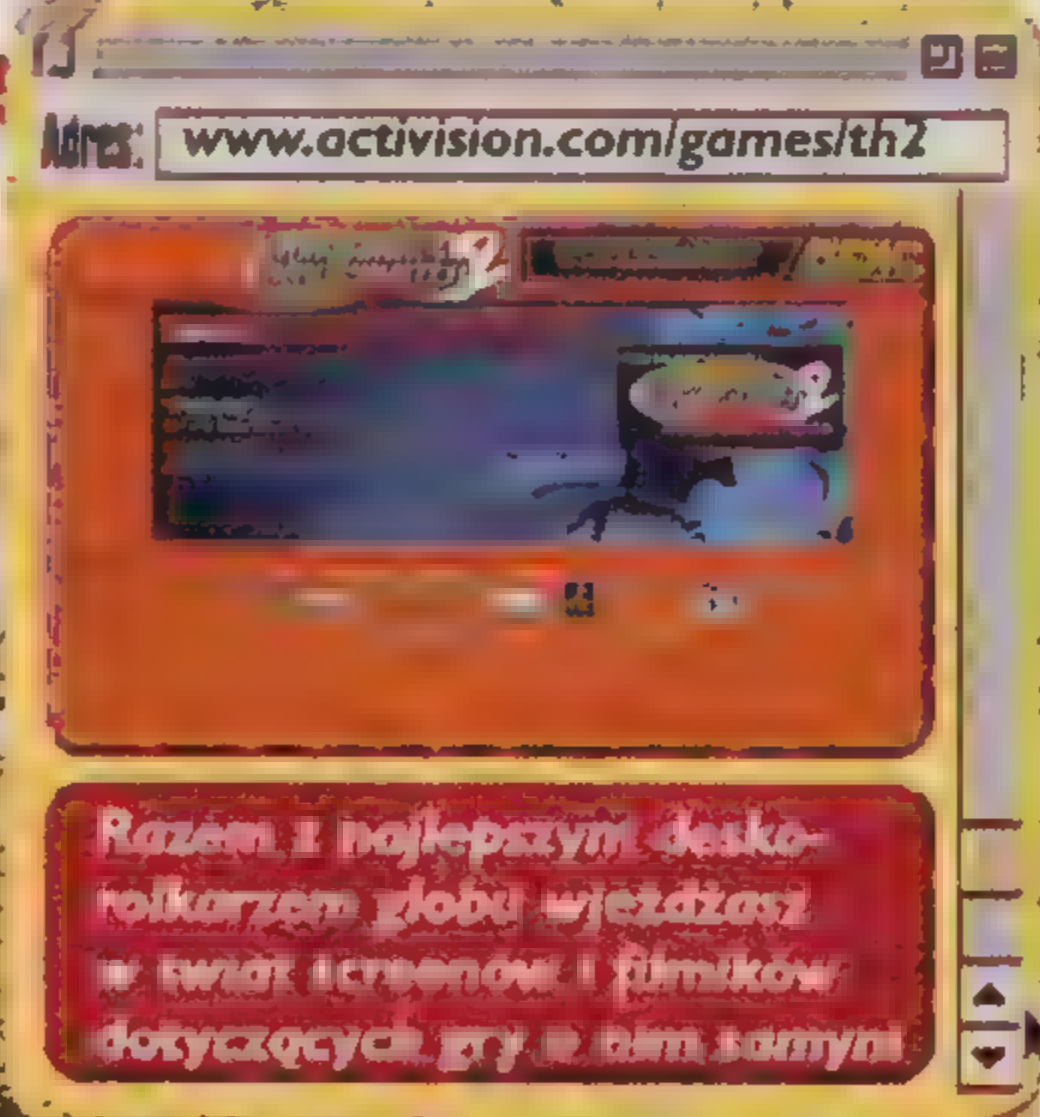 Adres: www.activision.com/games/th2
Razem z najlepszym desko-
rolkarzem globu wjeżdżasz
w świat screenów i filmików
dotyczących gry z nim samym